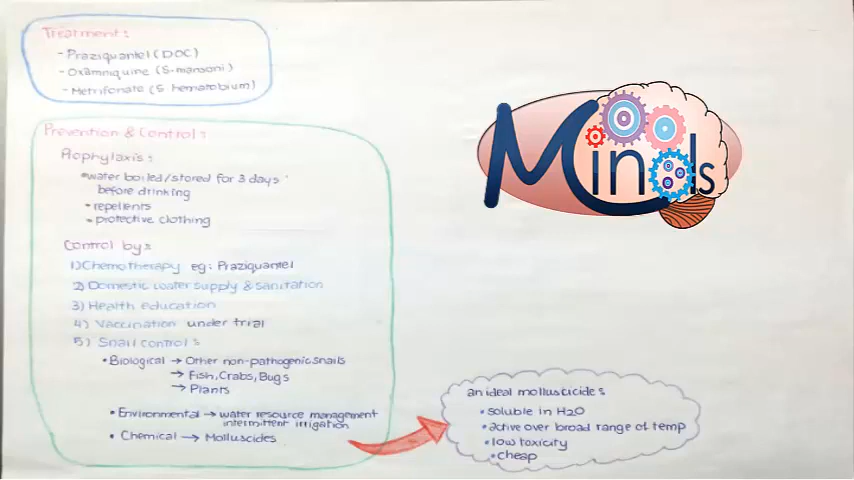 Treatment:
- Praziquantel (DOC)
- Oxamniquine (S-mansoni)
- Metrifonate (S hematobium)
Prevention & Control:
Prophylaxis:
• water boiled/stored for 3 days
before drinking
• repellents
• protective clothing
Control by:
1) Chemotherapy eg: Praziquantel
2) Domestic water supply & sanitation
3) Health education
4) Vaccination under trial
5) Snail control:
• Biological → Other non-pathogenic snails
→ Fish, Crabs, Bugs
→ Plants
• Environmental → water resource management
intermittent irrigation
• Chemical → Molluscides
an ideal molluscicide:
• soluble in H2O
• active over broad range of temp
• low toxicity
• cheap
Minds